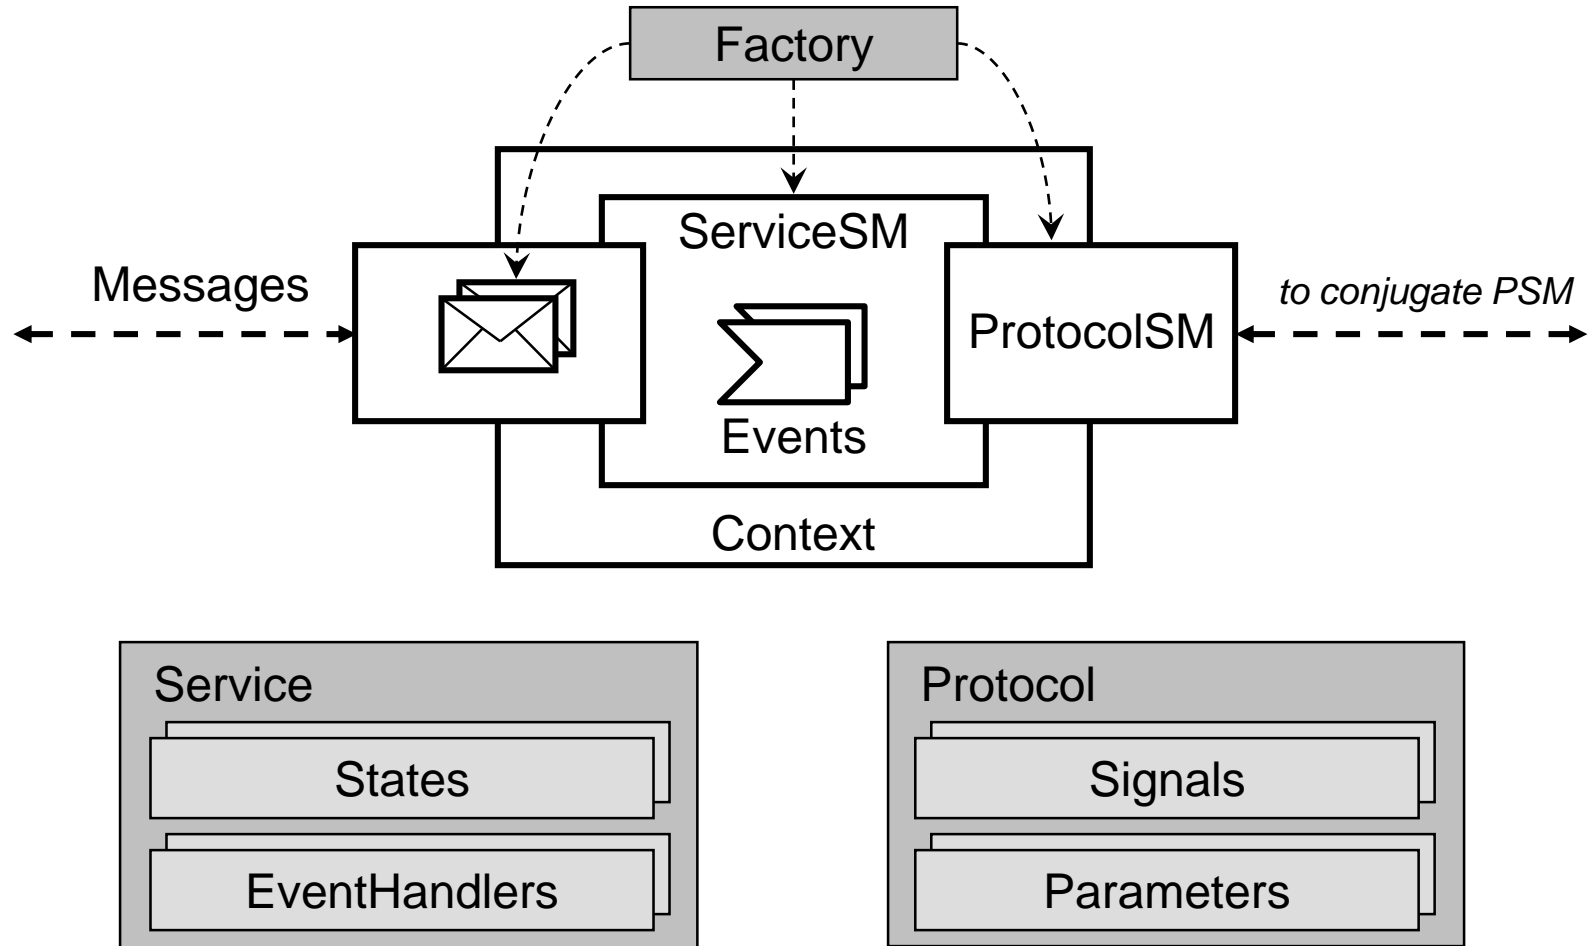 Factory
ServiceSM
Messages
to conjugate PSM
ProtocolSM
Events
Context
Service
States
EventHandlers
Protocol
Signals
Parameters